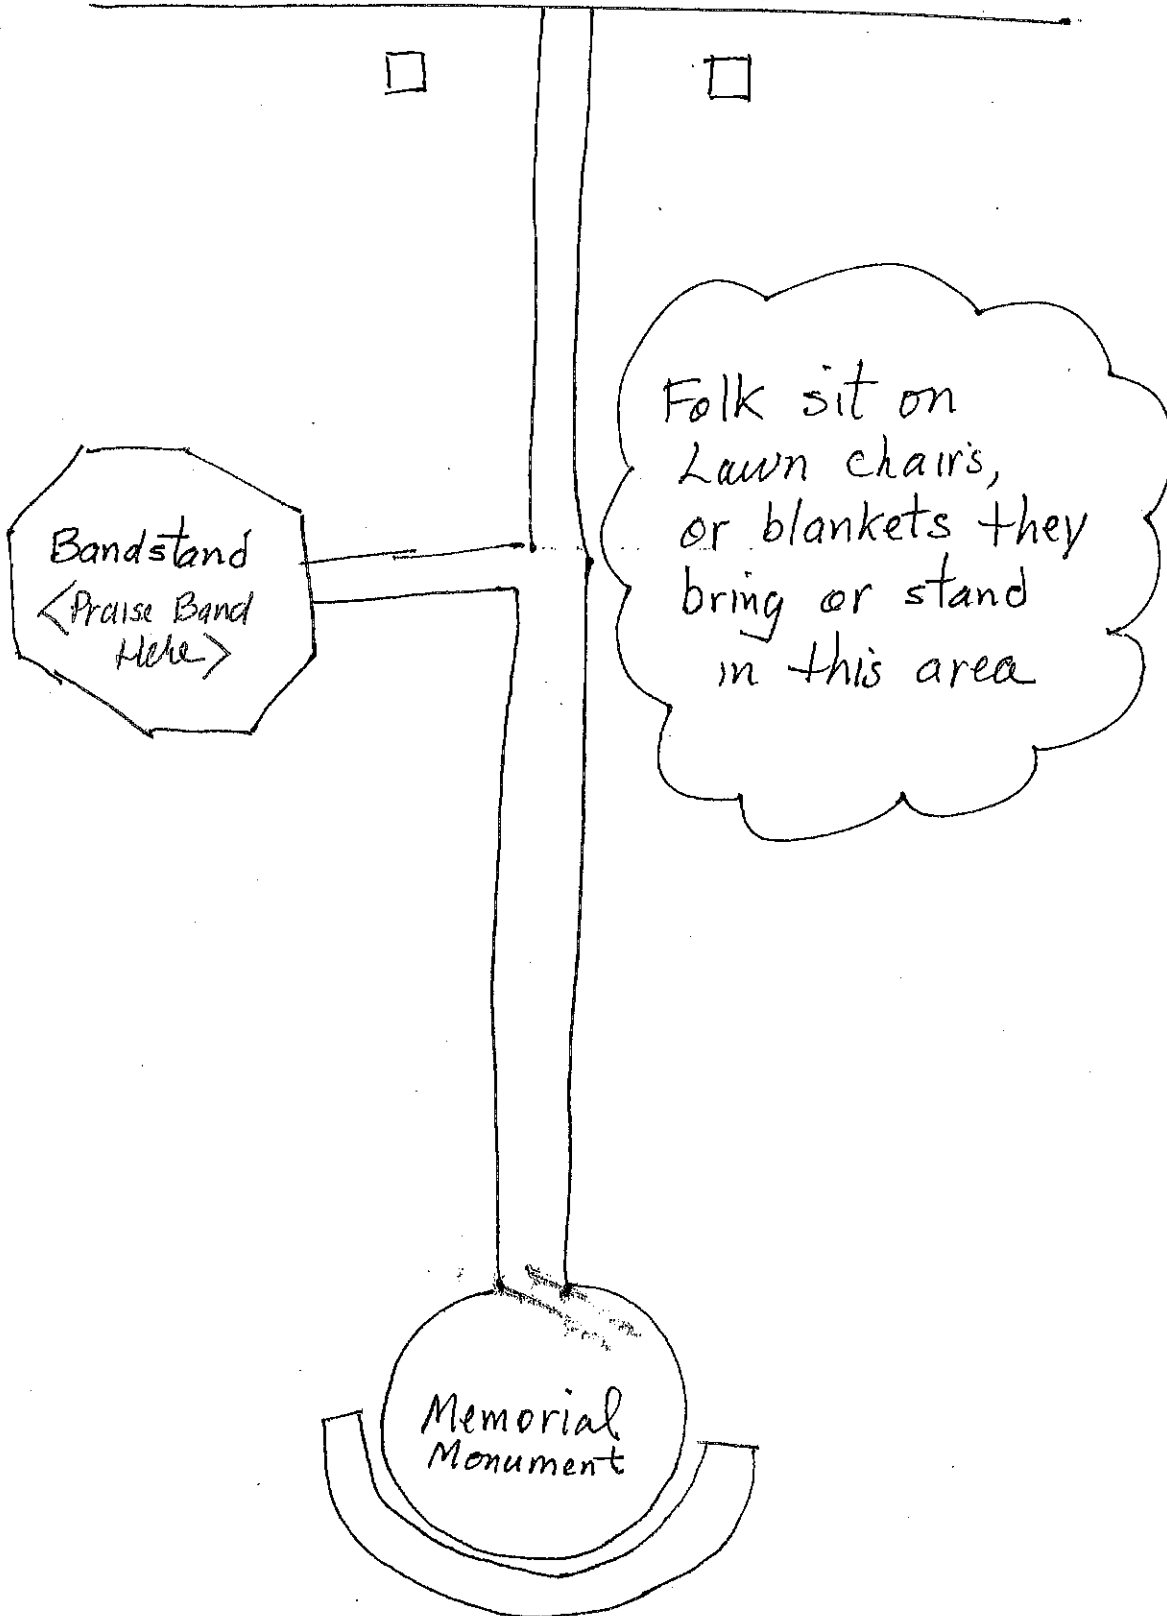 Folk sit on
Lawn chairs,
or blankets they
bring or stand
in this area
Bandstand
<Praise Band
Here>
Memorial
Monument